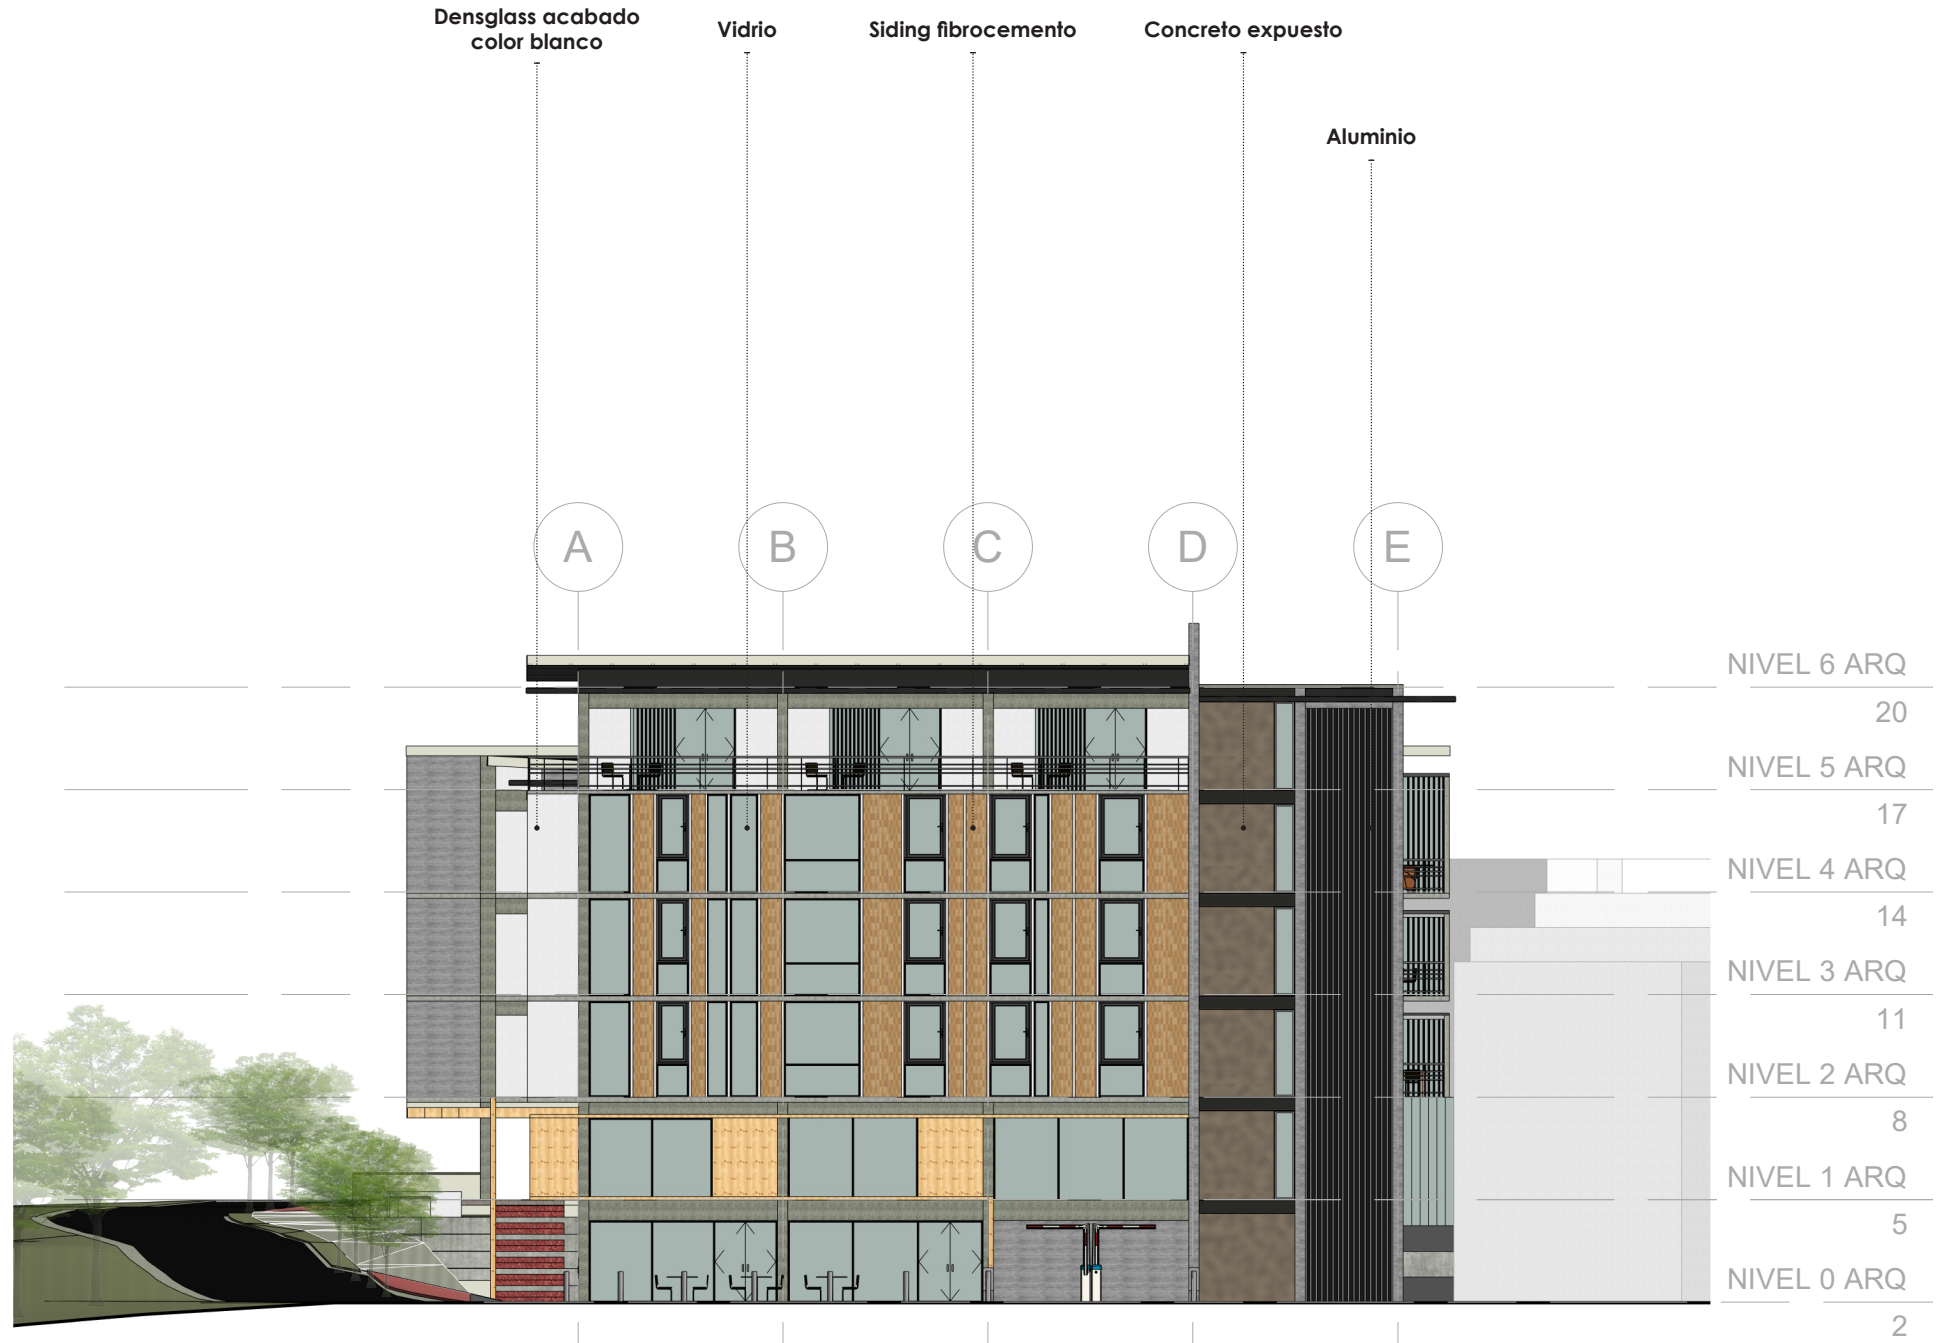 Densglass acabado
color blanco
Vidrio
Siding fibrocemento
Concreto expuesto
Aluminio
A
B
C
D
E
NIVEL 6 ARQ
20
NIVEL 5 ARQ
17
NIVEL 4 ARQ
14
NIVEL 3 ARQ
11
NIVEL 2 ARQ
8
NIVEL 1 ARQ
5
NIVEL 0 ARQ
2